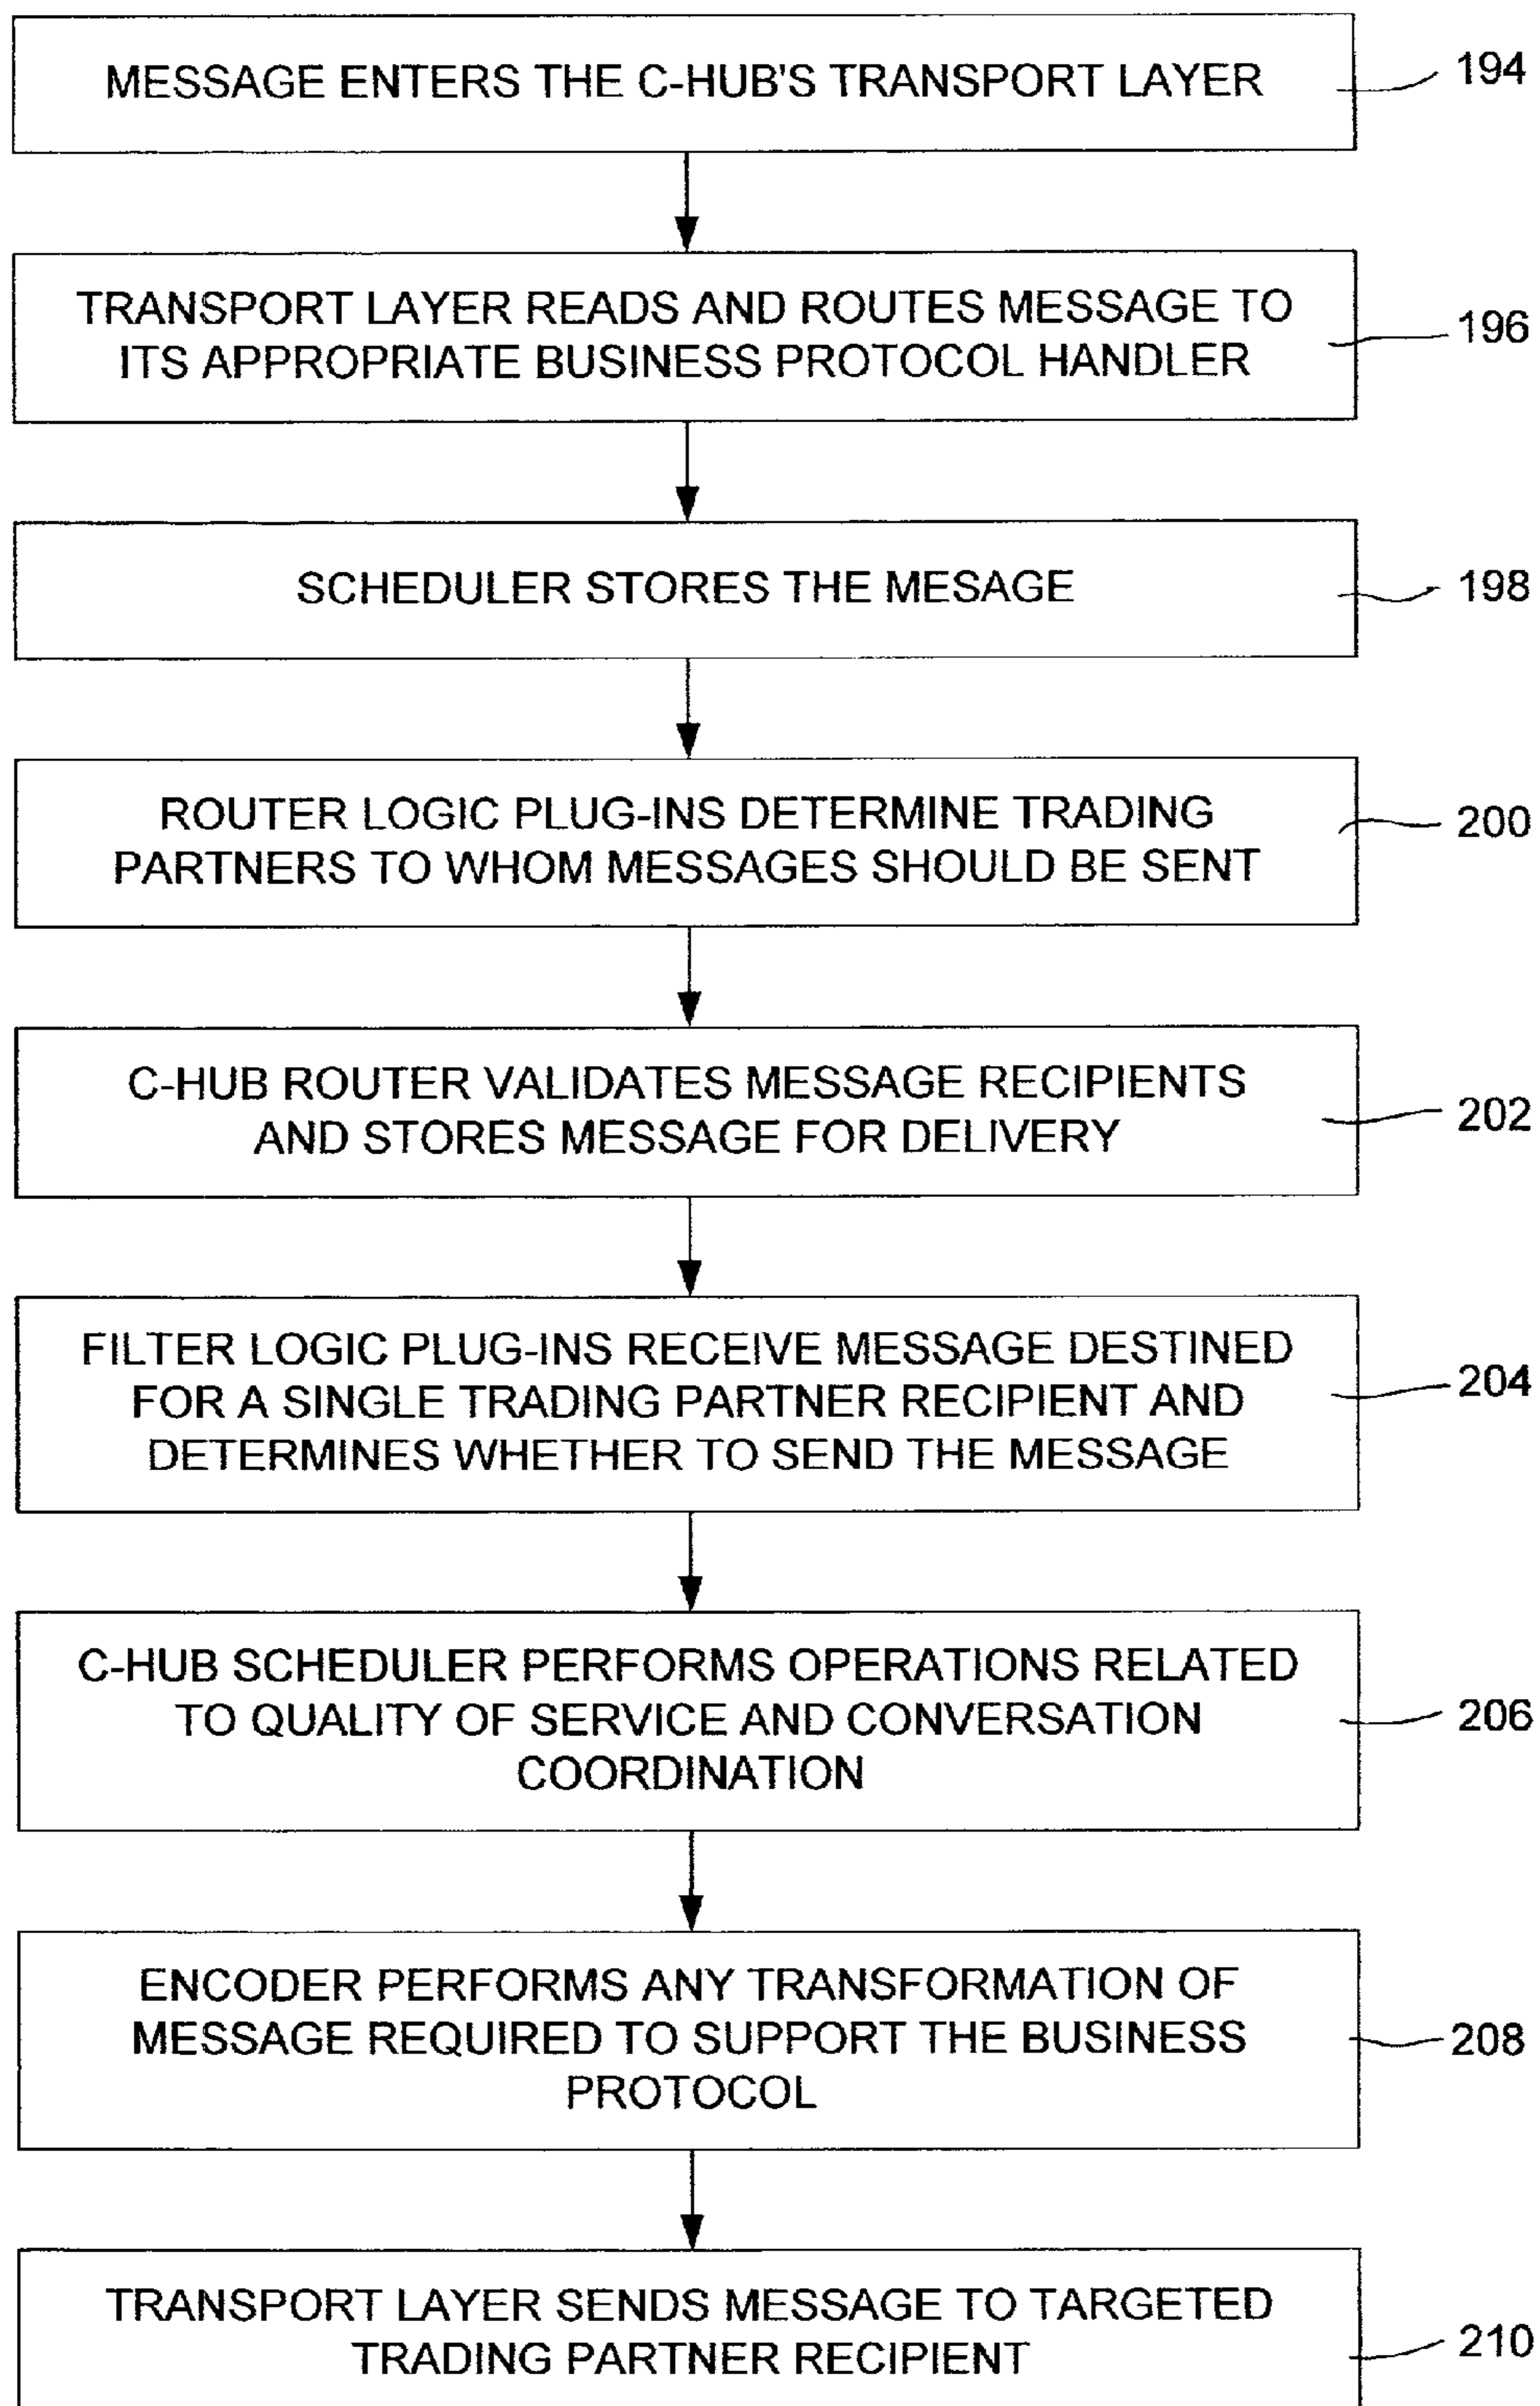 MESSAGE ENTERS THE C-HUB'S TRANSPORT LAYER
194
TRANSPORT LAYER READS AND ROUTES MESSAGE TO
ITS APPROPRIATE BUSINESS PROTOCOL HANDLER
196
SCHEDULER STORES THE MESAGE
198
ROUTER LOGIC PLUG-INS DETERMINE TRADING
PARTNERS TO WHOM MESSAGES SHOULD BE SENT
200
C-HUB ROUTER VALIDATES MESSAGE RECIPIENTS
AND STORES MESSAGE FOR DELIVERY
202
FILTER LOGIC PLUG-INS RECEIVE MESSAGE DESTINED
FOR A SINGLE TRADING PARTNER RECIPIENT AND
DETERMINES WHETHER TO SEND THE MESSAGE
204
C-HUB SCHEDULER PERFORMS OPERATIONS RELATED
TO QUALITY OF SERVICE AND CONVERSATION
COORDINATION
206
ENCODER PERFORMS ANY TRANSFORMATION OF
MESSAGE REQUIRED TO SUPPORT THE BUSINESS
PROTOCOL
208
TRANSPORT LAYER SENDS MESSAGE TO TARGETED
TRADING PARTNER RECIPIENT
210